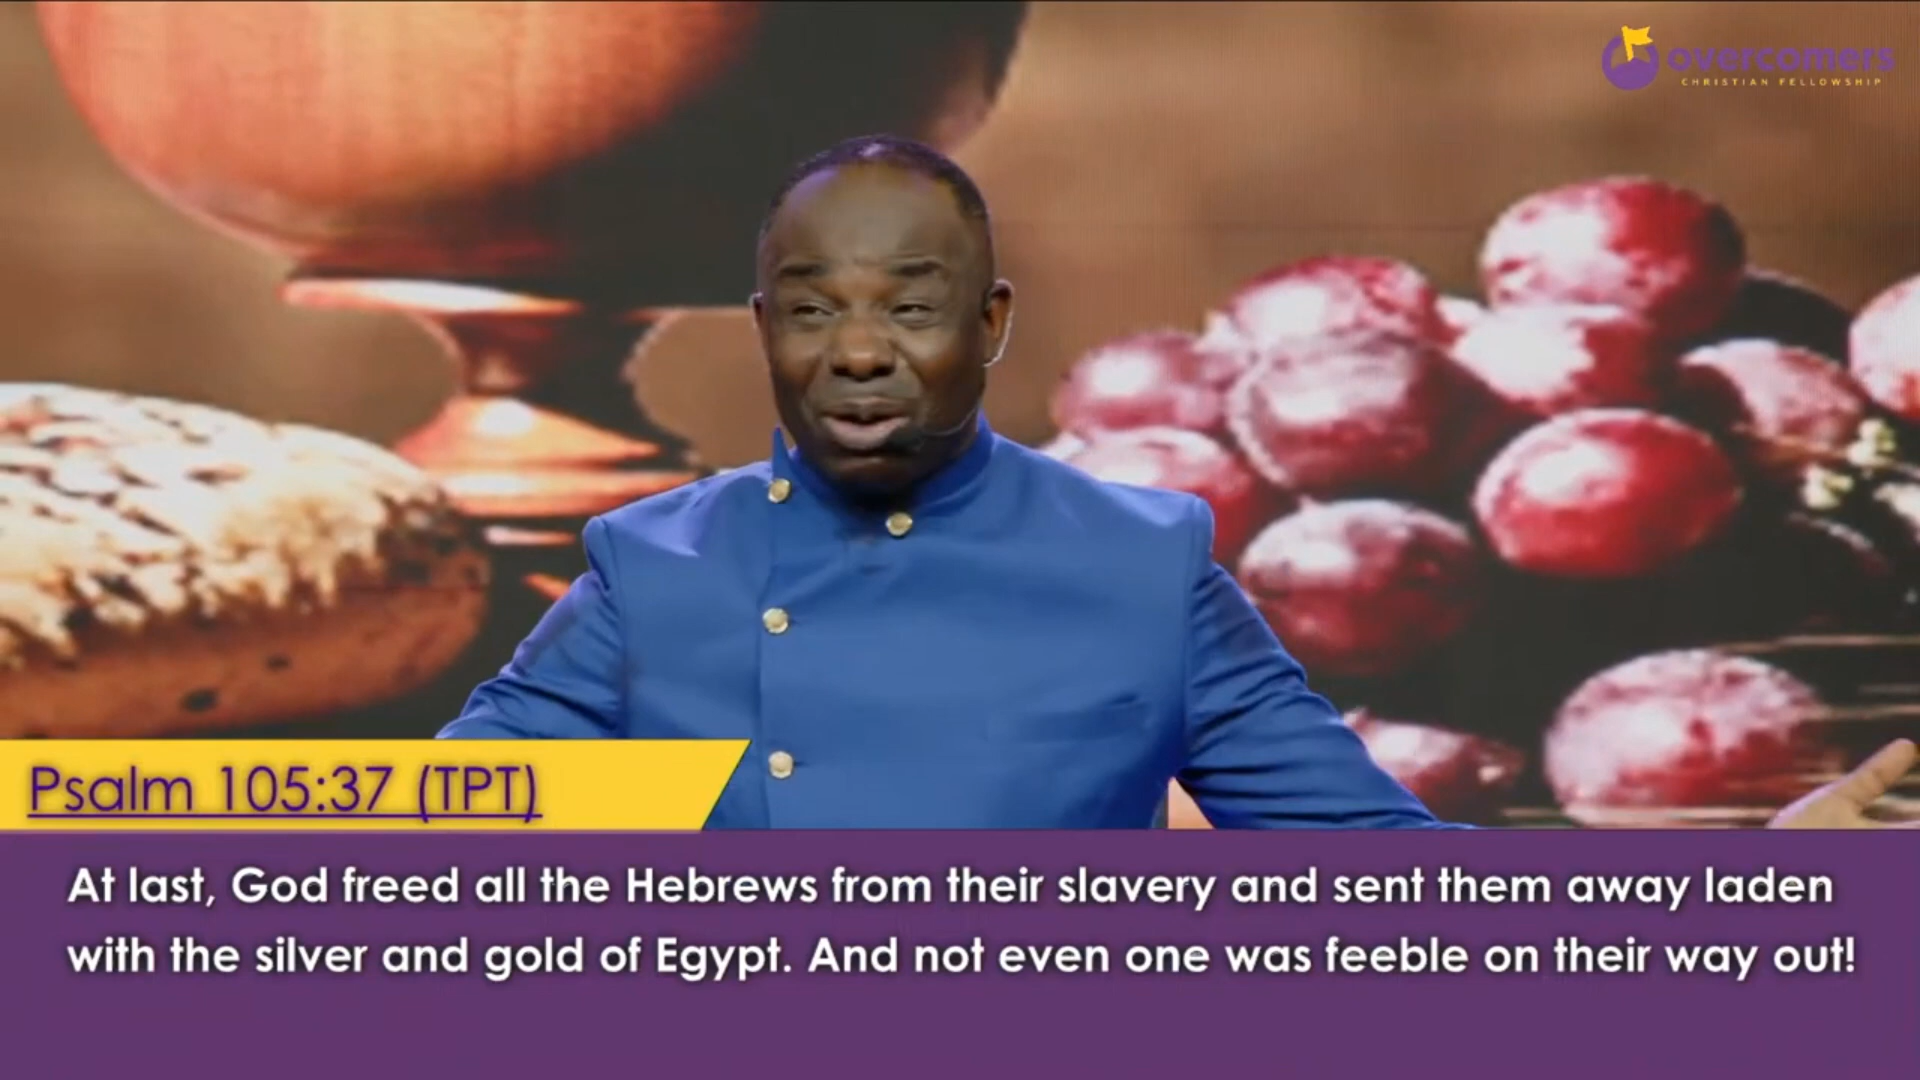 overcomers
CHRISTIAN FELLOWSHIP
Psalm 105:37 (TPT)
At last, God freed all the Hebrews from their slavery and sent them away laden
with the silver and gold of Egypt. And not even one was feeble on their way out!